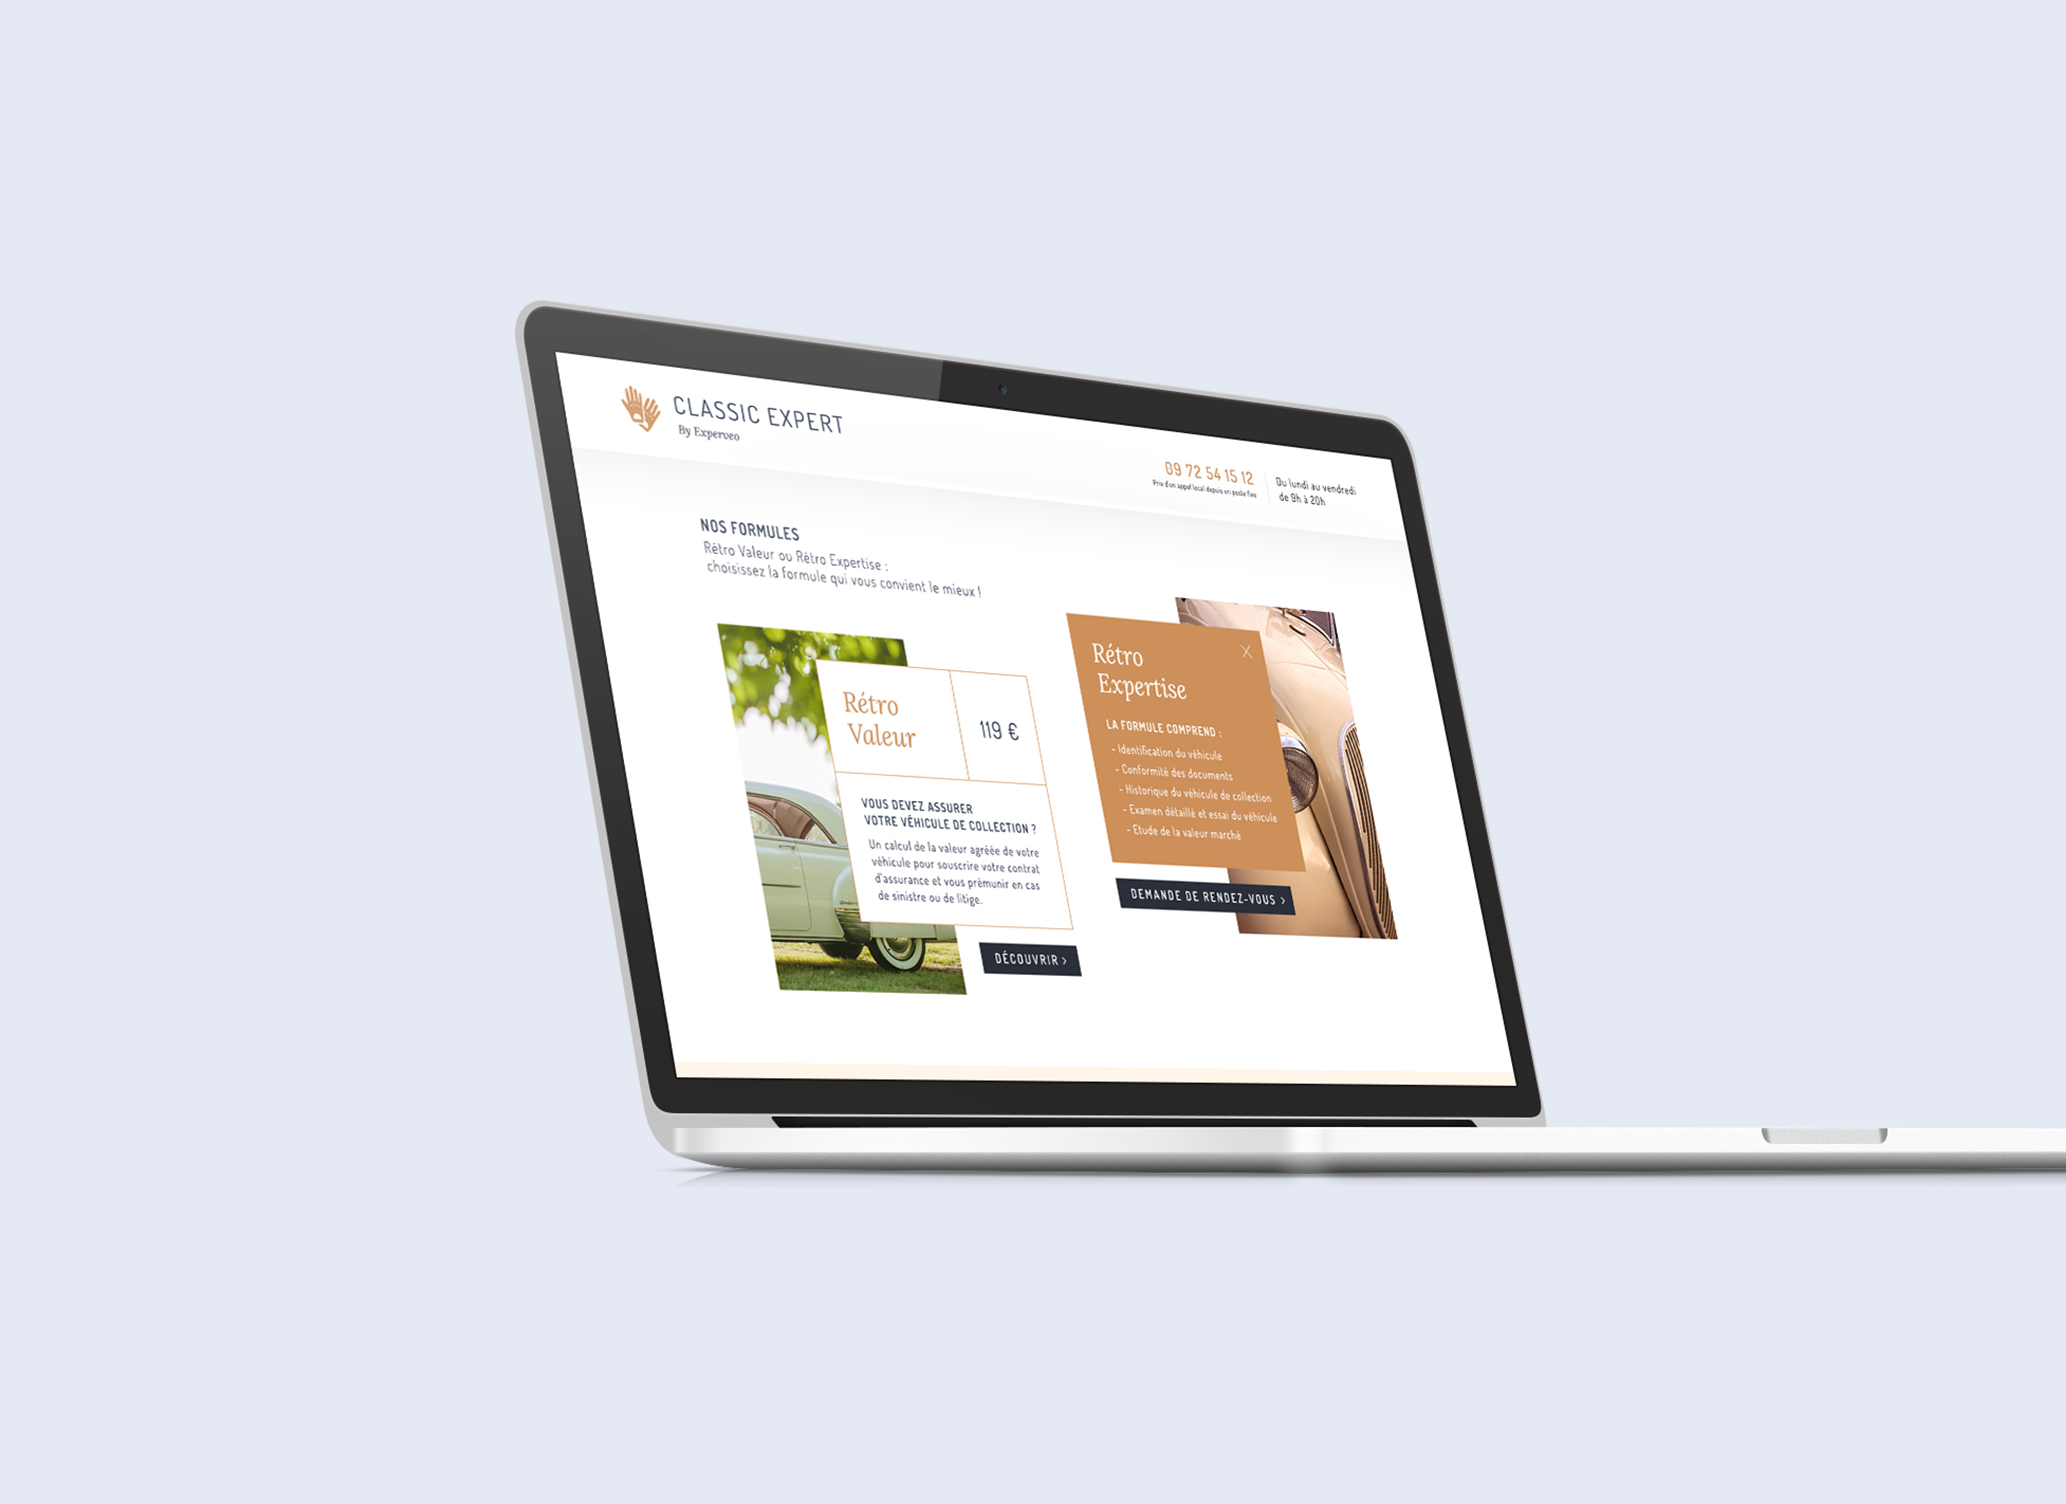 CLASSIC EXPERT
By Experveo
09 72 54 15 12
Prix d'un appel local depuis un poste fixe
Du lundi au vendredi
de 9h à 20h
NOS FORMULES
Rétro Valeur ou Rétro Expertise :
choisissez la formule qui vous convient le mieux !
Rétro
Valeur
119 €
VOUS DEVEZ ASSURER
VOTRE VÉHICULE DE COLLECTION ?
Un calcul de la valeur agréée de votre
véhicule pour souscrire votre contrat
d'assurance et vous prémunir en cas
de sinistre ou de litige.
DÉCOUVRIR >
Rétro
Expertise
X
LA FORMULE COMPREND :
- Identification du véhicule
- Conformité des documents
- Historique du véhicule de collection
- Examen détaillé et essai du véhicule
- Etude de la valeur marché
DEMANDE DE RENDEZ-VOUS >